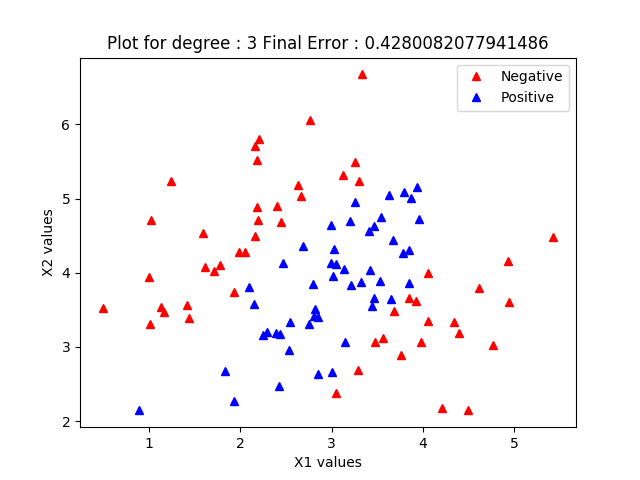 Plot for degree : 3 Final Error : 0.4280082077941486
Negative
Positive
6
5
4
3
2
X2 values
1
2
3
4
5
X1 values